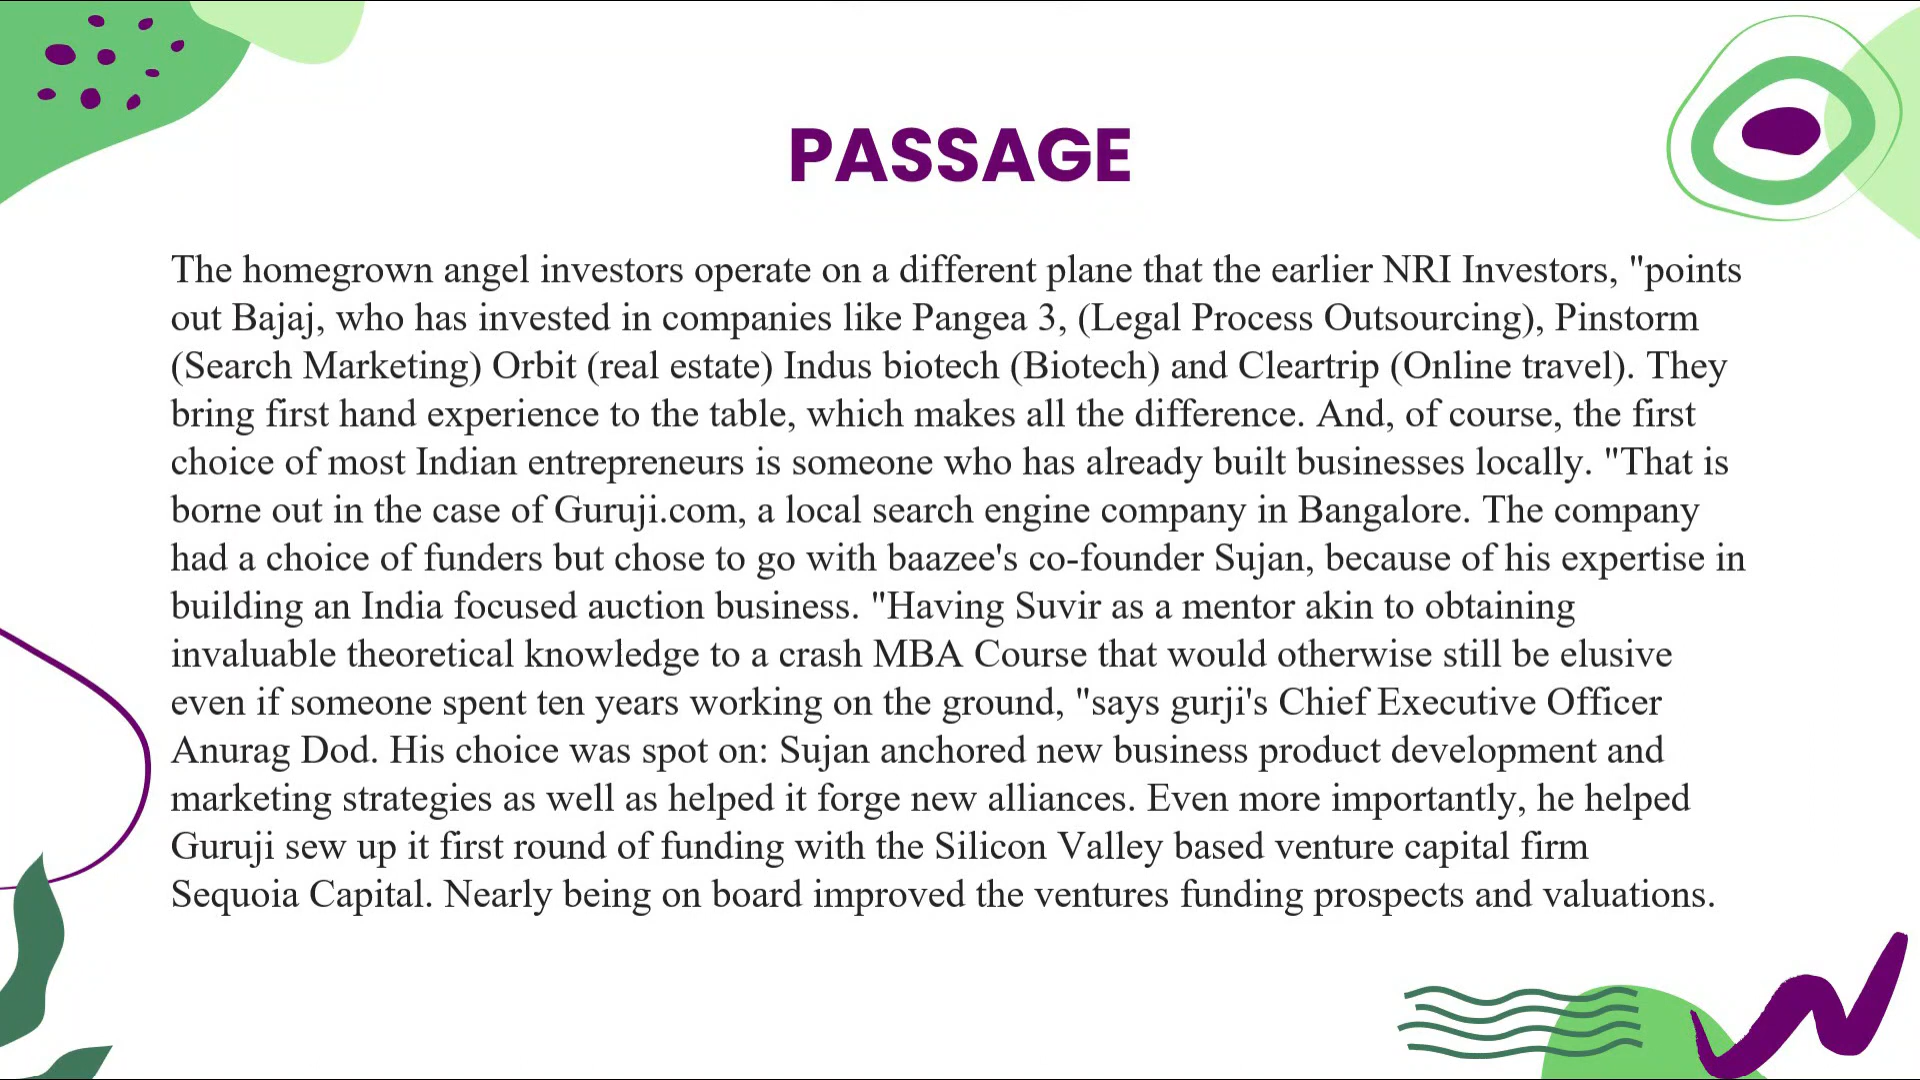 PASSAGE
The homegrown angel investors operate on a different plane that the earlier NRI Investors, "points
out Bajaj, who has invested in companies like Pangea 3, (Legal Process Outsourcing), Pinstorm
(Search Marketing) Orbit (real estate) Indus biotech (Biotech) and Cleartrip (Online travel). They
bring first hand experience to the table, which makes all the difference. And, of course, the first
choice of most Indian entrepreneurs is someone who has already built businesses locally. "That is
borne out in the case of Guruji.com, a local search engine company in Bangalore. The company
had a choice of funders but chose to go with baazee's co-founder Sujan, because of his expertise in
building an India focused auction business. "Having Suvir as a mentor akin to obtaining
invaluable theoretical knowledge to a crash MBA Course that would otherwise still be elusive
even if someone spent ten years working on the ground, "says gurji's Chief Executive Officer
Anurag Dod. His choice was spot on: Sujan anchored new business product development and
marketing strategies as well as helped it forge new alliances. Even more importantly, he helped
Guruji sew up it first round of funding with the Silicon Valley based venture capital firm
Sequoia Capital. Nearly being on board improved the ventures funding prospects and valuations.